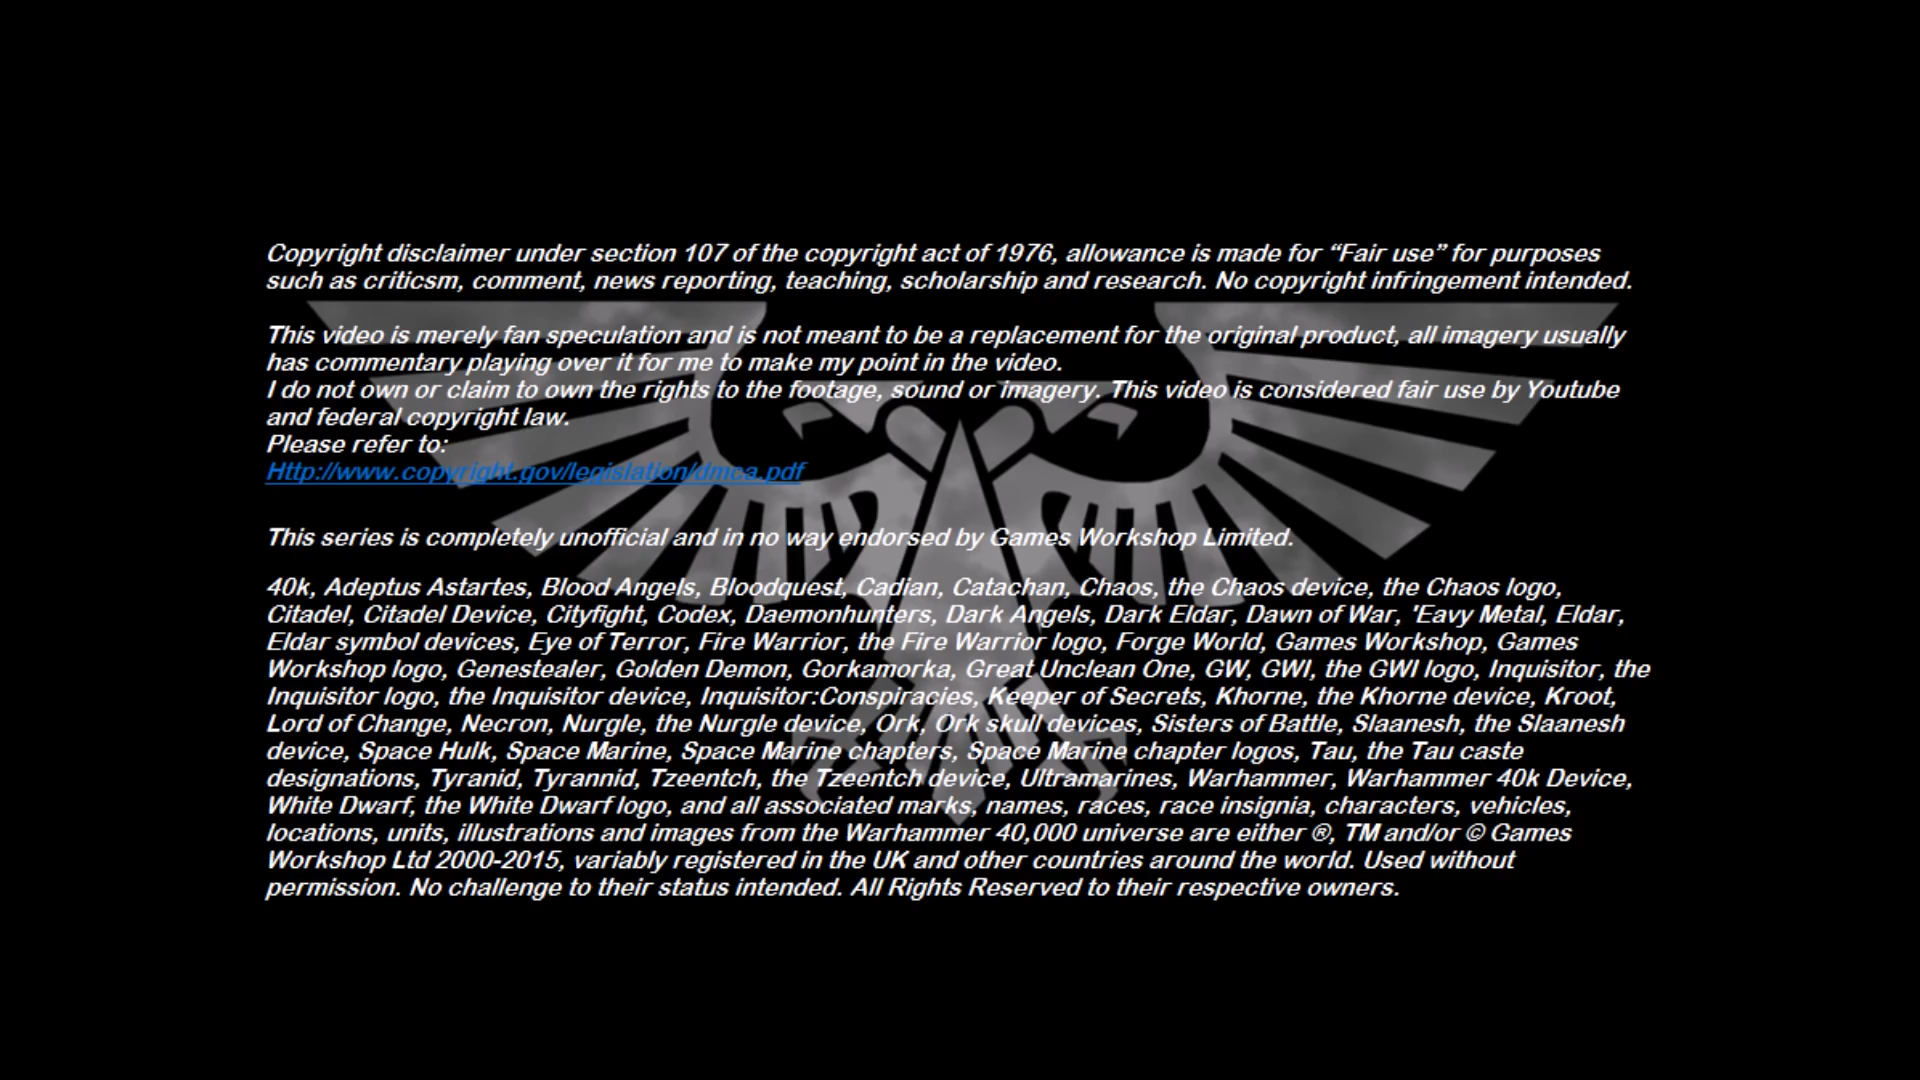 Copyright disclaimer under section 107 of the copyright act of 1976, allowance is made for “Fair use” for purposes
such as criticsm, comment, news reporting, teaching, scholarship and research. No copyright infringement intended.
This video is merely fan speculation and is not meant to be a replacement for the original product, all imagery usually
has commentary playing over it for me to make my point in the video.
I do not own or claim to own the rights to the footage, sound or imagery. This video is considered fair use by Youtube
and federal copyright law.
Please refer to:
Http://www.copyright.gov/legislation/dmca.pdf
This series is completely unofficial and in no way endorsed by Games Workshop Limited.
40k, Adeptus Astartes, Blood Angels, Bloodquest, Cadian, Catachan, Chaos, the Chaos device, the Chaos logo,
Citadel, Citadel Device, Cityfight, Codex, Daemonhunters, Dark Angels, Dark Eldar, Dawn of War, 'Eavy Metal, Eldar,
Eldar symbol devices, Eye of Terror, Fire Warrior, the Fire Warrior logo, Forge World, Games Workshop, Games
Workshop logo, Genestealer, Golden Demon, Gorkamorka, Great Unclean One, GW, GWI, the GWI logo, Inquisitor, the
Inquisitor logo, the Inquisitor device, Inquisitor:Conspiracies, Keeper of Secrets, Khorne, the Khorne device, Kroot,
Lord of Change, Necron, Nurgle, the Nurgle device, Ork, Ork skull devices, Sisters of Battle, Slaanesh, the Slaanesh
device, Space Hulk, Space Marine, Space Marine chapters, Space Marine chapter logos, Tau, the Tau caste
designations, Tyranid, Tyrannid, Tzeentch, the Tzeentch device, Ultramarines, Warhammer, Warhammer 40k Device,
White Dwarf, the White Dwarf logo, and all associated marks, names, races, race insignia, characters, vehicles,
locations, units, illustrations and images from the Warhammer 40,000 universe are either ®, TM and/or © Games
Workshop Ltd 2000-2015, variably registered in the UK and other countries around the world. Used without
permission. No challenge to their status intended. All Rights Reserved to their respective owners.